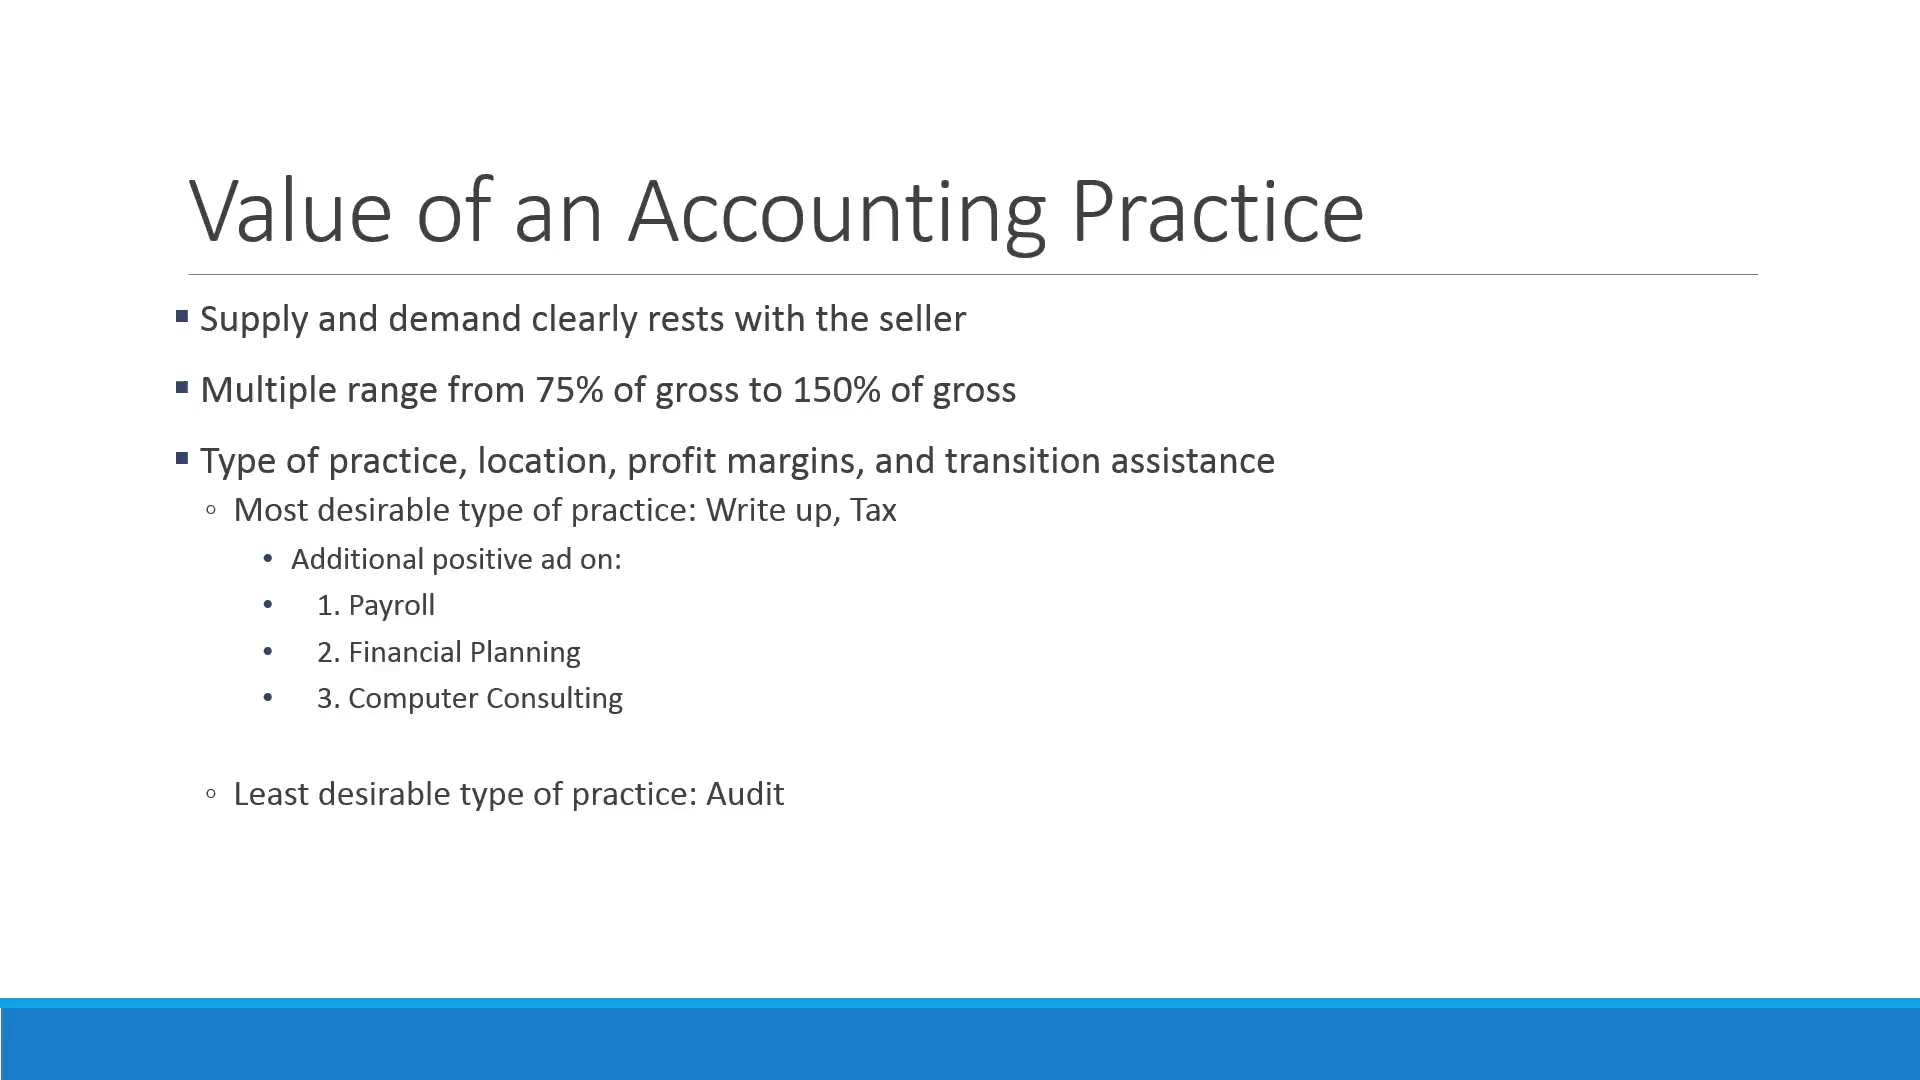 Value of an Accounting Practice
▪ Supply and demand clearly rests with the seller
▪ Multiple range from 75% of gross to 150% of gross
▪ Type of practice, location, profit margins, and transition assistance
◦ Most desirable type of practice: Write up, Tax
• Additional positive ad on:
• 1. Payroll
• 2. Financial Planning
• 3. Computer Consulting
◦ Least desirable type of practice: Audit